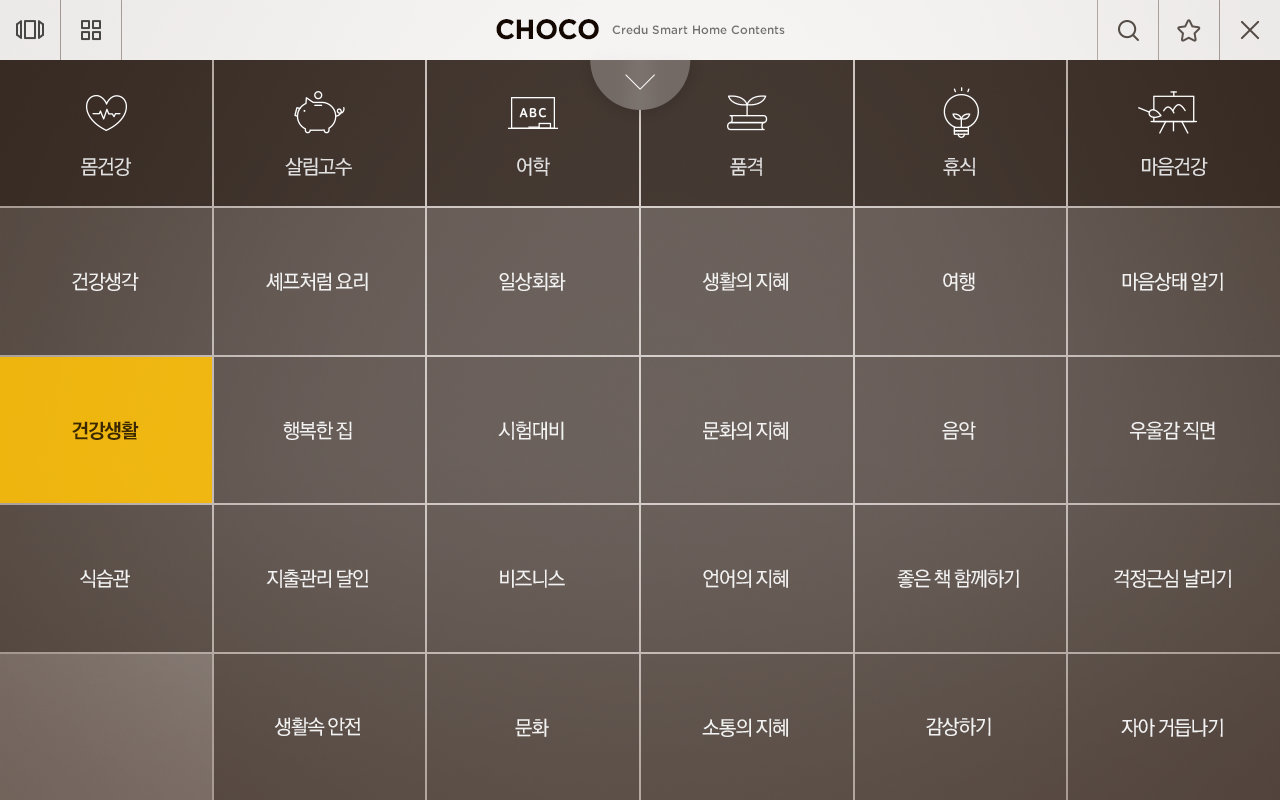 CHOCO Credu Smart Home Contents
ABC
몸건강 살림고수 어학 품격 휴식 마음건강
건강생각 셰프처럼 요리 일상회화 생활의 지혜 여행 마음상태 알기
건강생활 행복한 집 시험대비 문화의 지혜 음악 우울감 직면
식습관 지출관리 달인 비즈니스 언어의 지혜 좋은 책 함께하기 걱정근심 날리기
생활속 안전 문화 소통의 지혜 감상하기 자아 거듭나기